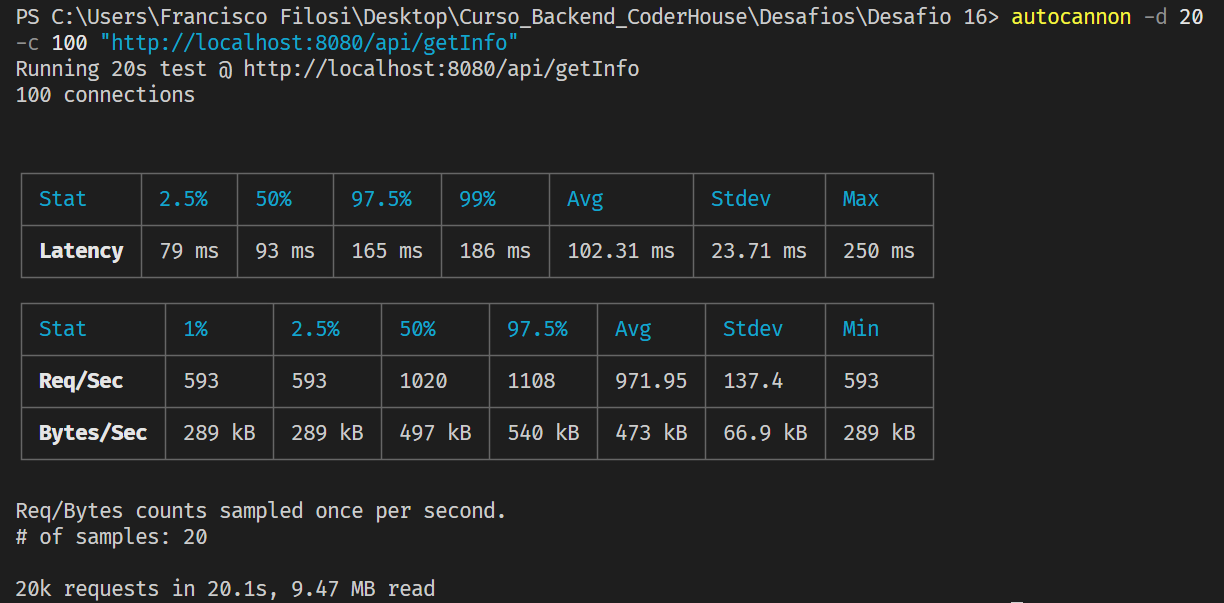 PS C:\Users\Francisco Filosi\Desktop\Curso_Backend_CoderHouse\Desafios\Desafio 16> autocannon -d 20
-c 100 "http://localhost:8080/api/getInfo"
Running 20s test @ http://localhost:8080/api/getInfo
100 connections
Stat 2.5% 50% 97.5% 99% Avg Stdev Max
Latency 79 ms 93 ms 165 ms 186 ms 102.31 ms 23.71 ms 250 ms
Stat 1% 2.5% 50% 97.5% Avg Stdev Min
Req/Sec 593 593 1020 1108 971.95 137.4 593
Bytes/Sec 289 kB 289 kB 497 kB 540 kB 473 kB 66.9 kB 289 kB
Req/Bytes counts sampled once per second.
# of samples: 20
20k requests in 20.1s, 9.47 MB read